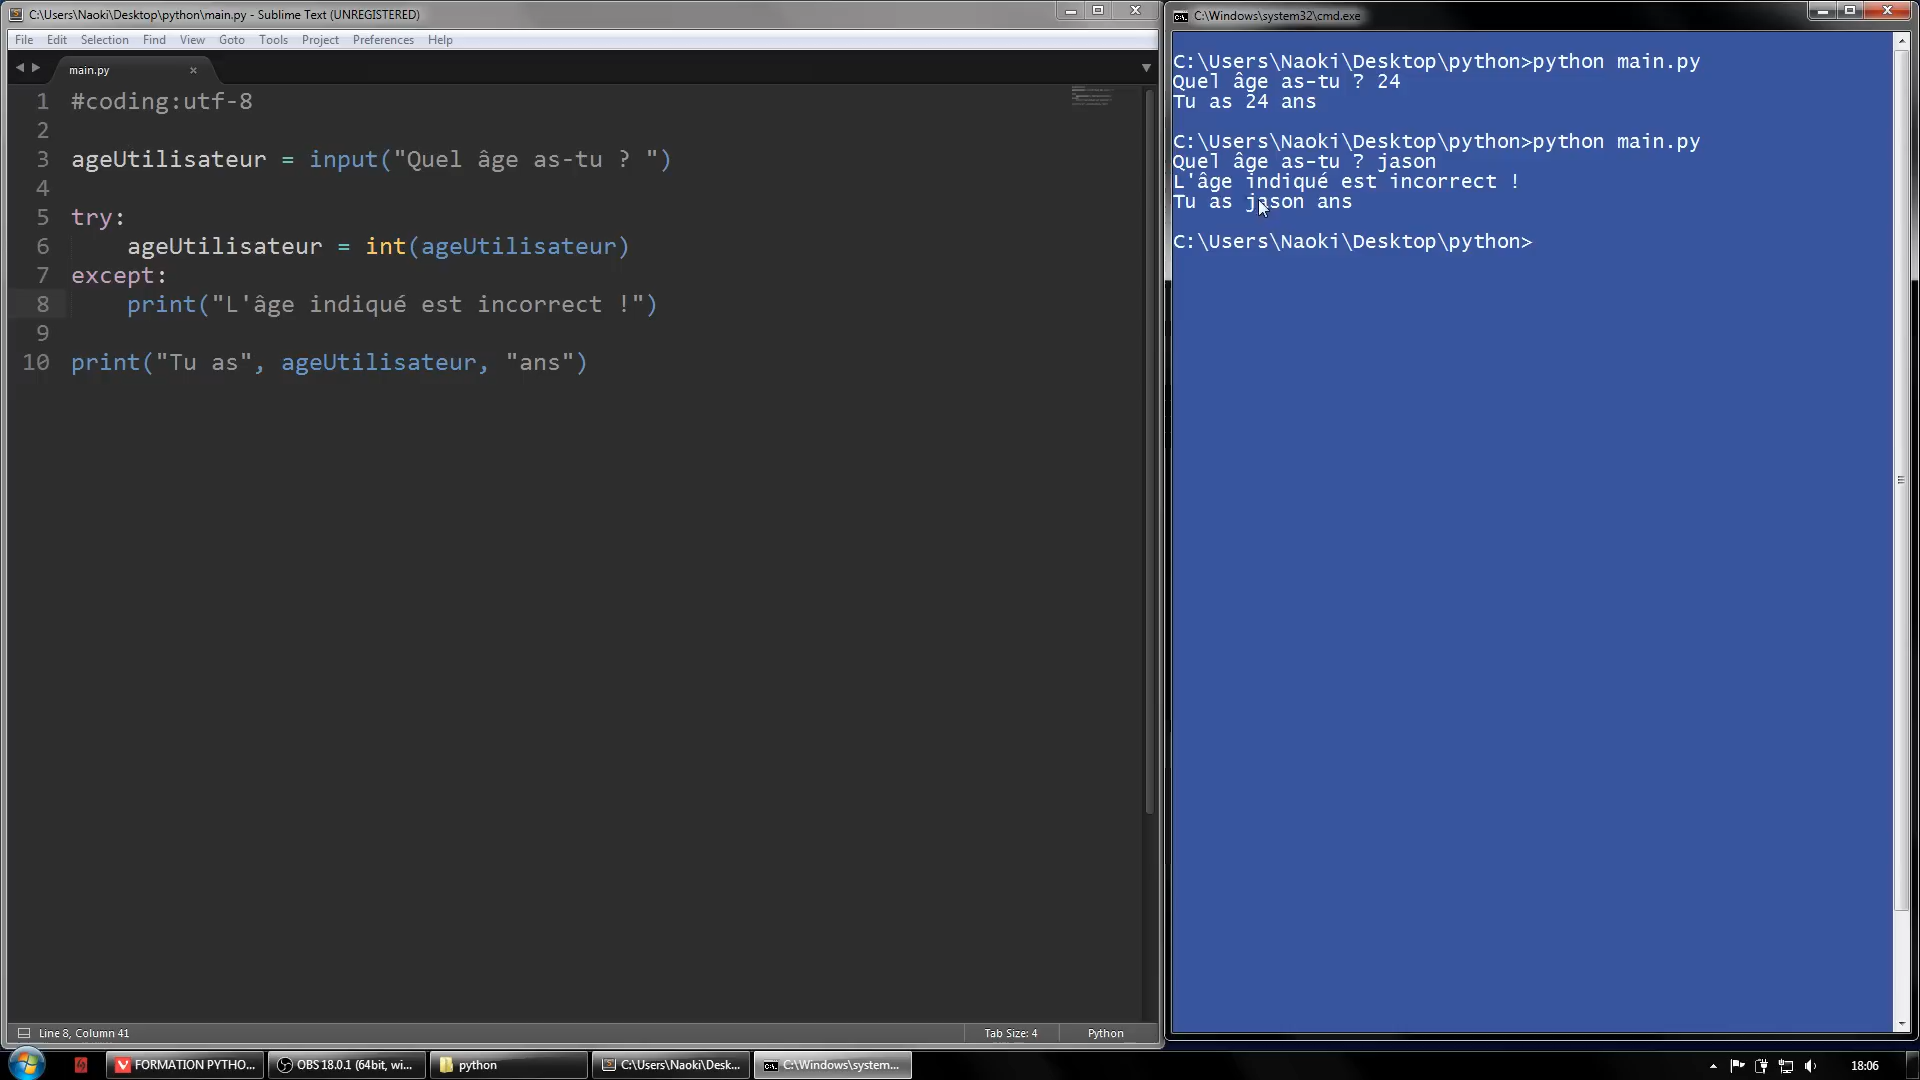 C:\Users\Naoki\Desktop\python\main.py - Sublime Text (UNREGISTERED)
File Edit Selection Find View Goto Tools Project Preferences Help
main.py
1 #coding:utf-8
2
3 ageUtilisateur = input("Quel âge as-tu ? ")
4
5 try:
6 ageUtilisateur = int(ageUtilisateur)
7 except:
8 print("L'âge indiqué est incorrect !")
9
10 print("Tu as", ageUtilisateur, "ans")
Line 8, Column 41
Tab Size: 4
Python
C:\Windows\system32\cmd.exe
C:\Users\Naoki\Desktop\python>python main.py
Quel âge as-tu ? 24
Tu as 24 ans
C:\Users\Naoki\Desktop\python>python main.py
Quel âge as-tu ? jason
L'âge indiqué est incorrect !
Tu as jason ans
C:\Users\Naoki\Desktop\python>
FORMATION PYTHO...
OBS 18.0.1 (64bit, wi...
python
C:\Users\Naoki\Desk...
C:\Windows\system...
18:06